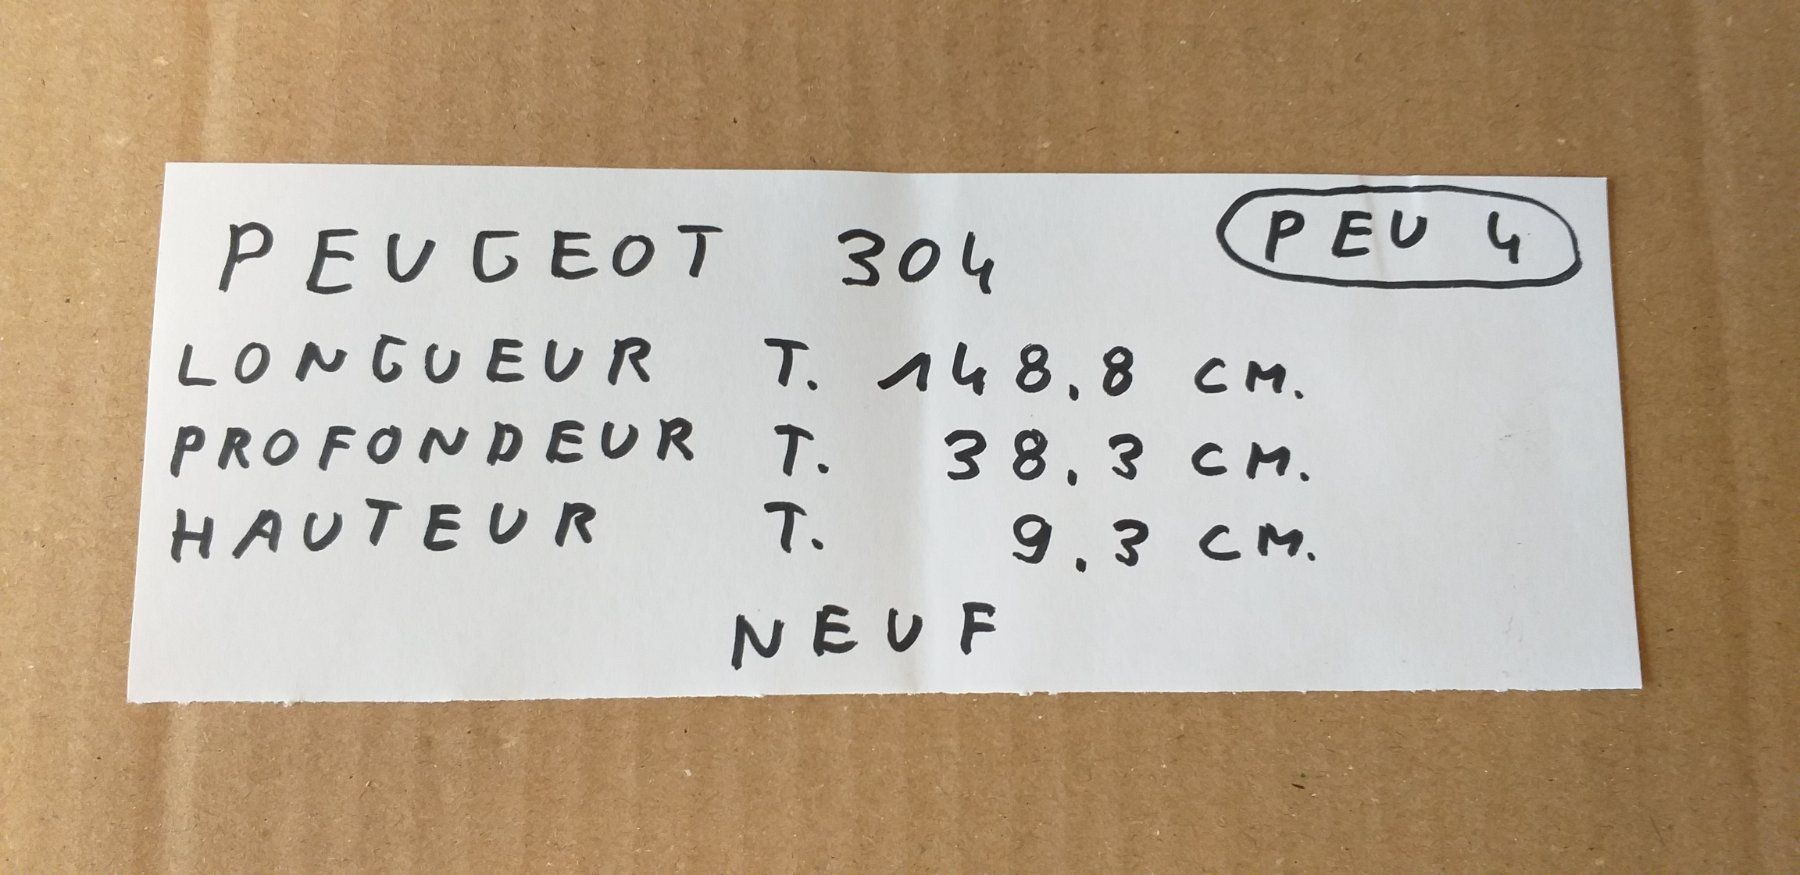 PEUGEOT 304 PEU 4
LONGUEUR T. 148.8 CM.
PROFONDEUR T. 38.3 CM.
HAUTEUR T. 9.3 CM.
NEUF